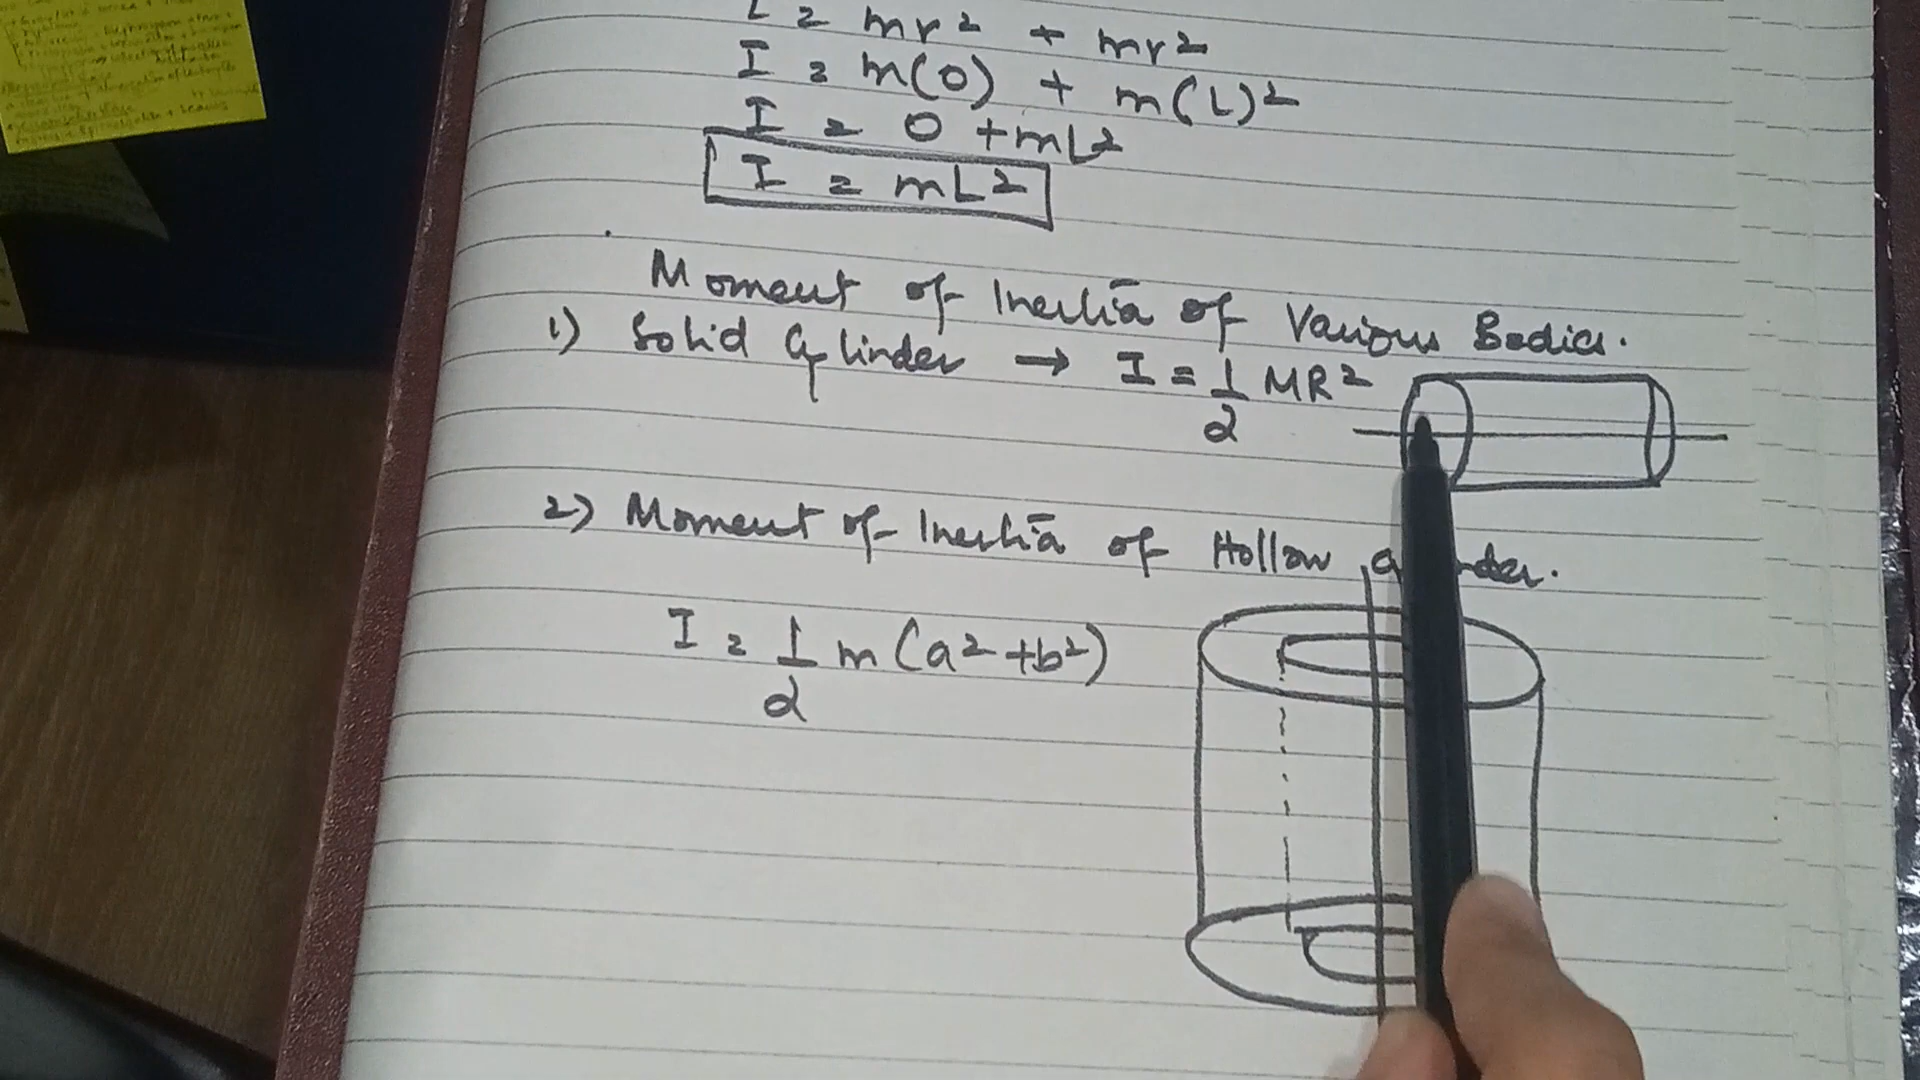 I = mr² + mr²
I = m(0) + m(L)²
I = 0 + mL²
I = mL²
Moment of Inertia of Various Bodies.
1) Solid Cylinder → I = 1/2 MR²
2) Moment of Inertia of Hollow
I = 1/2 m (a² + b²)